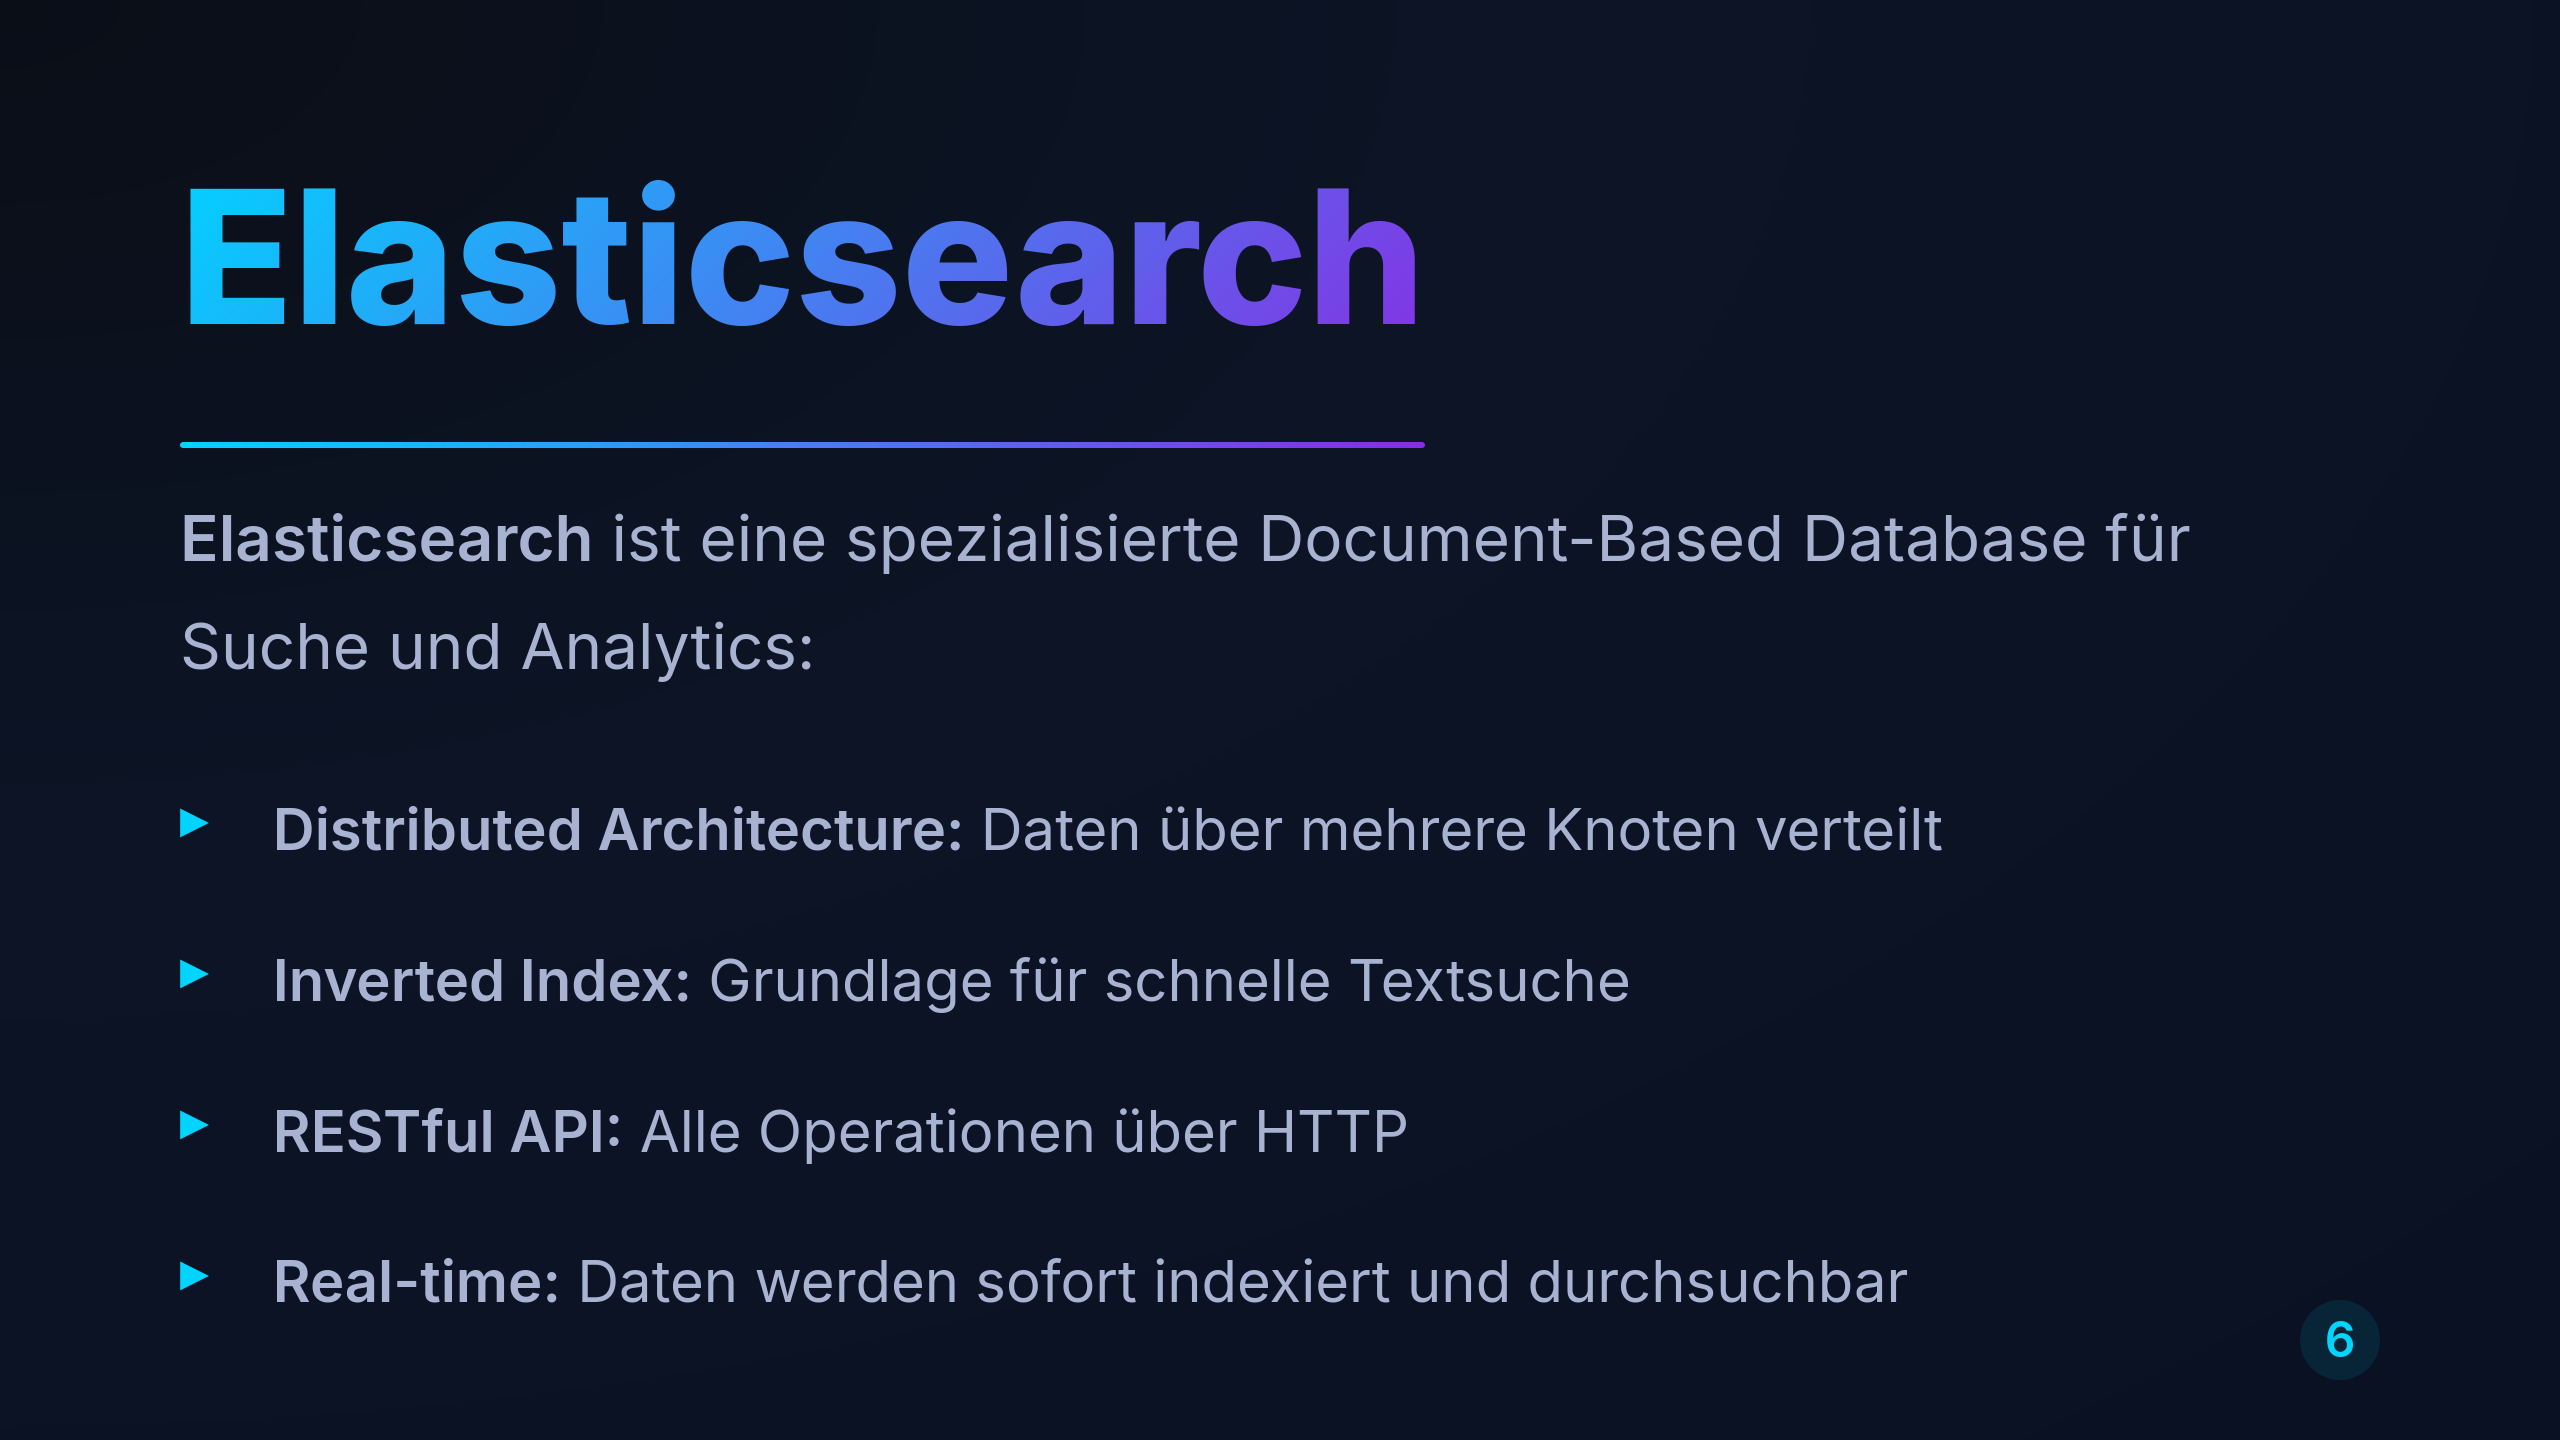 Elasticsearch
Elasticsearch ist eine spezialisierte Document-Based Database für
Suche und Analytics:
▶ Distributed Architecture: Daten über mehrere Knoten verteilt
▶ Inverted Index: Grundlage für schnelle Textsuche
▶ RESTful API: Alle Operationen über HTTP
▶ Real-time: Daten werden sofort indexiert und durchsuchbar
6